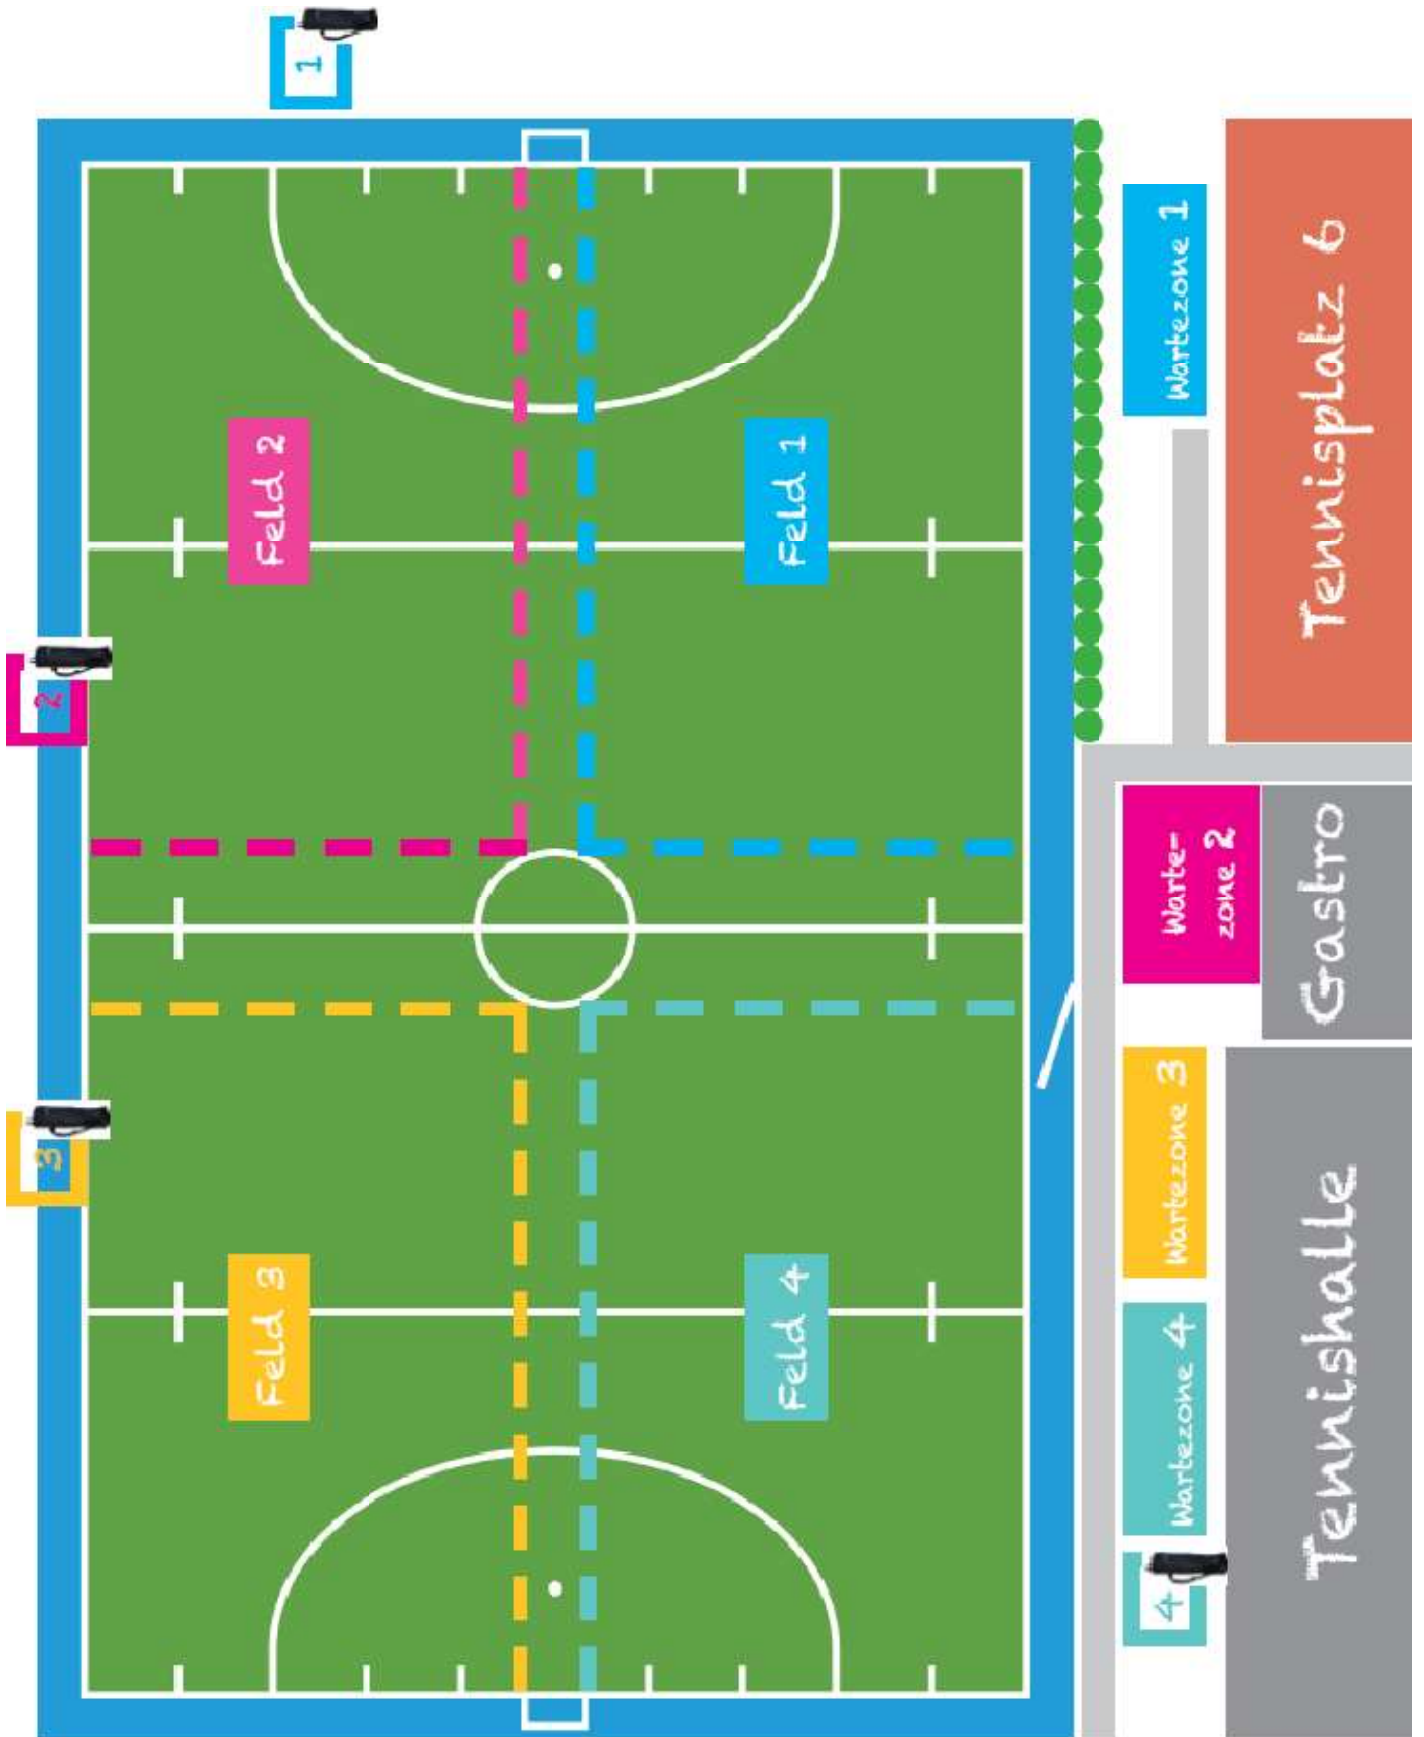 1
2
3
4
Feld 2
Feld 1
Feld 3
Feld 4
Wartezone 1
Warte-
zone 2
Wartezone 3
Wartezone 4
Tennisplatz 6
Gastro
Tennishalle